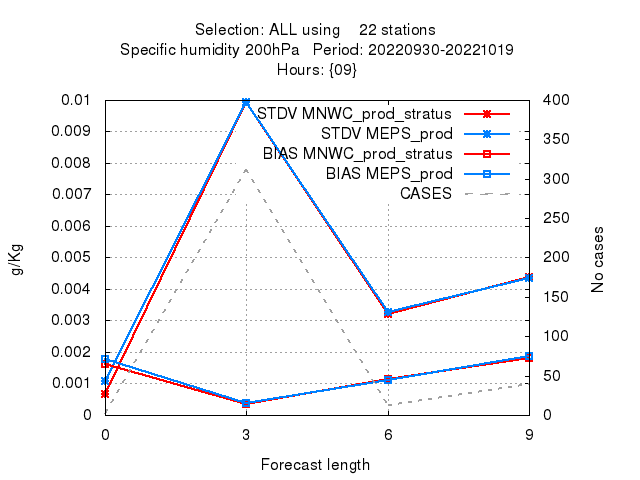 Selection: ALL using 22 stations
Specific humidity 200hPa Period: 20220930-20221019
Hours: {09}
0.01 400
STDV MNWC_prod_stratus
0.009 350
STDV MEPS_prod
BIAS MNWC_prod_stratus
0.008 300
BIAS MEPS_prod
0.007 250
CASES
0.006
0.005 200
0.004 150
0.003 100
0.002 50
0.001
0 0
g/Kg
No cases
0 3 6 9
Forecast length